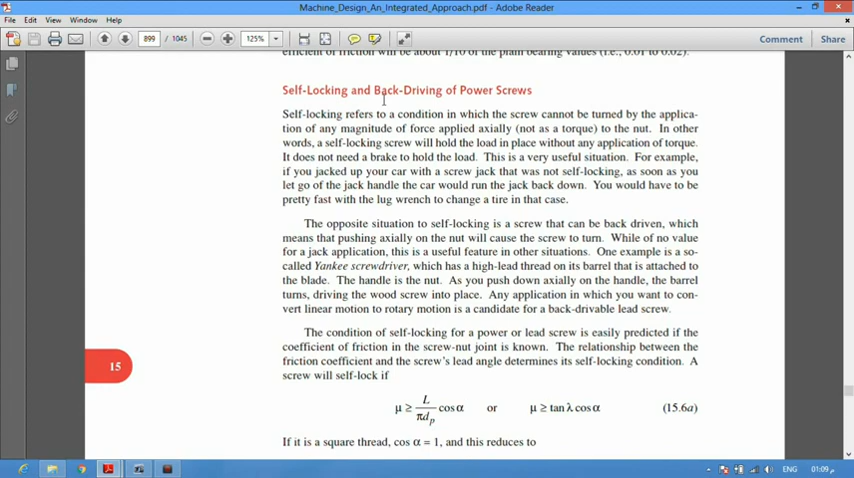 Machine_Design_An_Integrated_Approach.pdf - Adobe Reader
File Edit View Window Help
899 / 1045 125% Comment Share
efficient of friction will be about 1/10 of the plain bearing values (i.e., 0.01 to 0.02).
Self-Locking and Back-Driving of Power Screws
Self-locking refers to a condition in which the screw cannot be turned by the applica-
tion of any magnitude of force applied axially (not as a torque) to the nut. In other
words, a self-locking screw will hold the load in place without any application of torque.
It does not need a brake to hold the load. This is a very useful situation. For example,
if you jacked up your car with a screw jack that was not self-locking, as soon as you
let go of the jack handle the car would run the jack back down. You would have to be
pretty fast with the lug wrench to change a tire in that case.
The opposite situation to self-locking is a screw that can be back driven, which
means that pushing axially on the nut will cause the screw to turn. While of no value
for a jack application, this is a useful feature in other situations. One example is a so-
called Yankee screwdriver, which has a high-lead thread on its barrel that is attached to
the blade. The handle is the nut. As you push down axially on the handle, the barrel
turns, driving the wood screw into place. Any application in which you want to con-
vert linear motion to rotary motion is a candidate for a back-drivable lead screw.
The condition of self-locking for a power or lead screw is easily predicted if the
coefficient of friction in the screw-nut joint is known. The relationship between the
friction coefficient and the screw's lead angle determines its self-locking condition. A
screw will self-lock if
15
μ ≥ L/πdp cos α or μ ≥ tan λ cos α (15.6a)
If it is a square thread, cos α = 1, and this reduces to
ENG 01:09 م